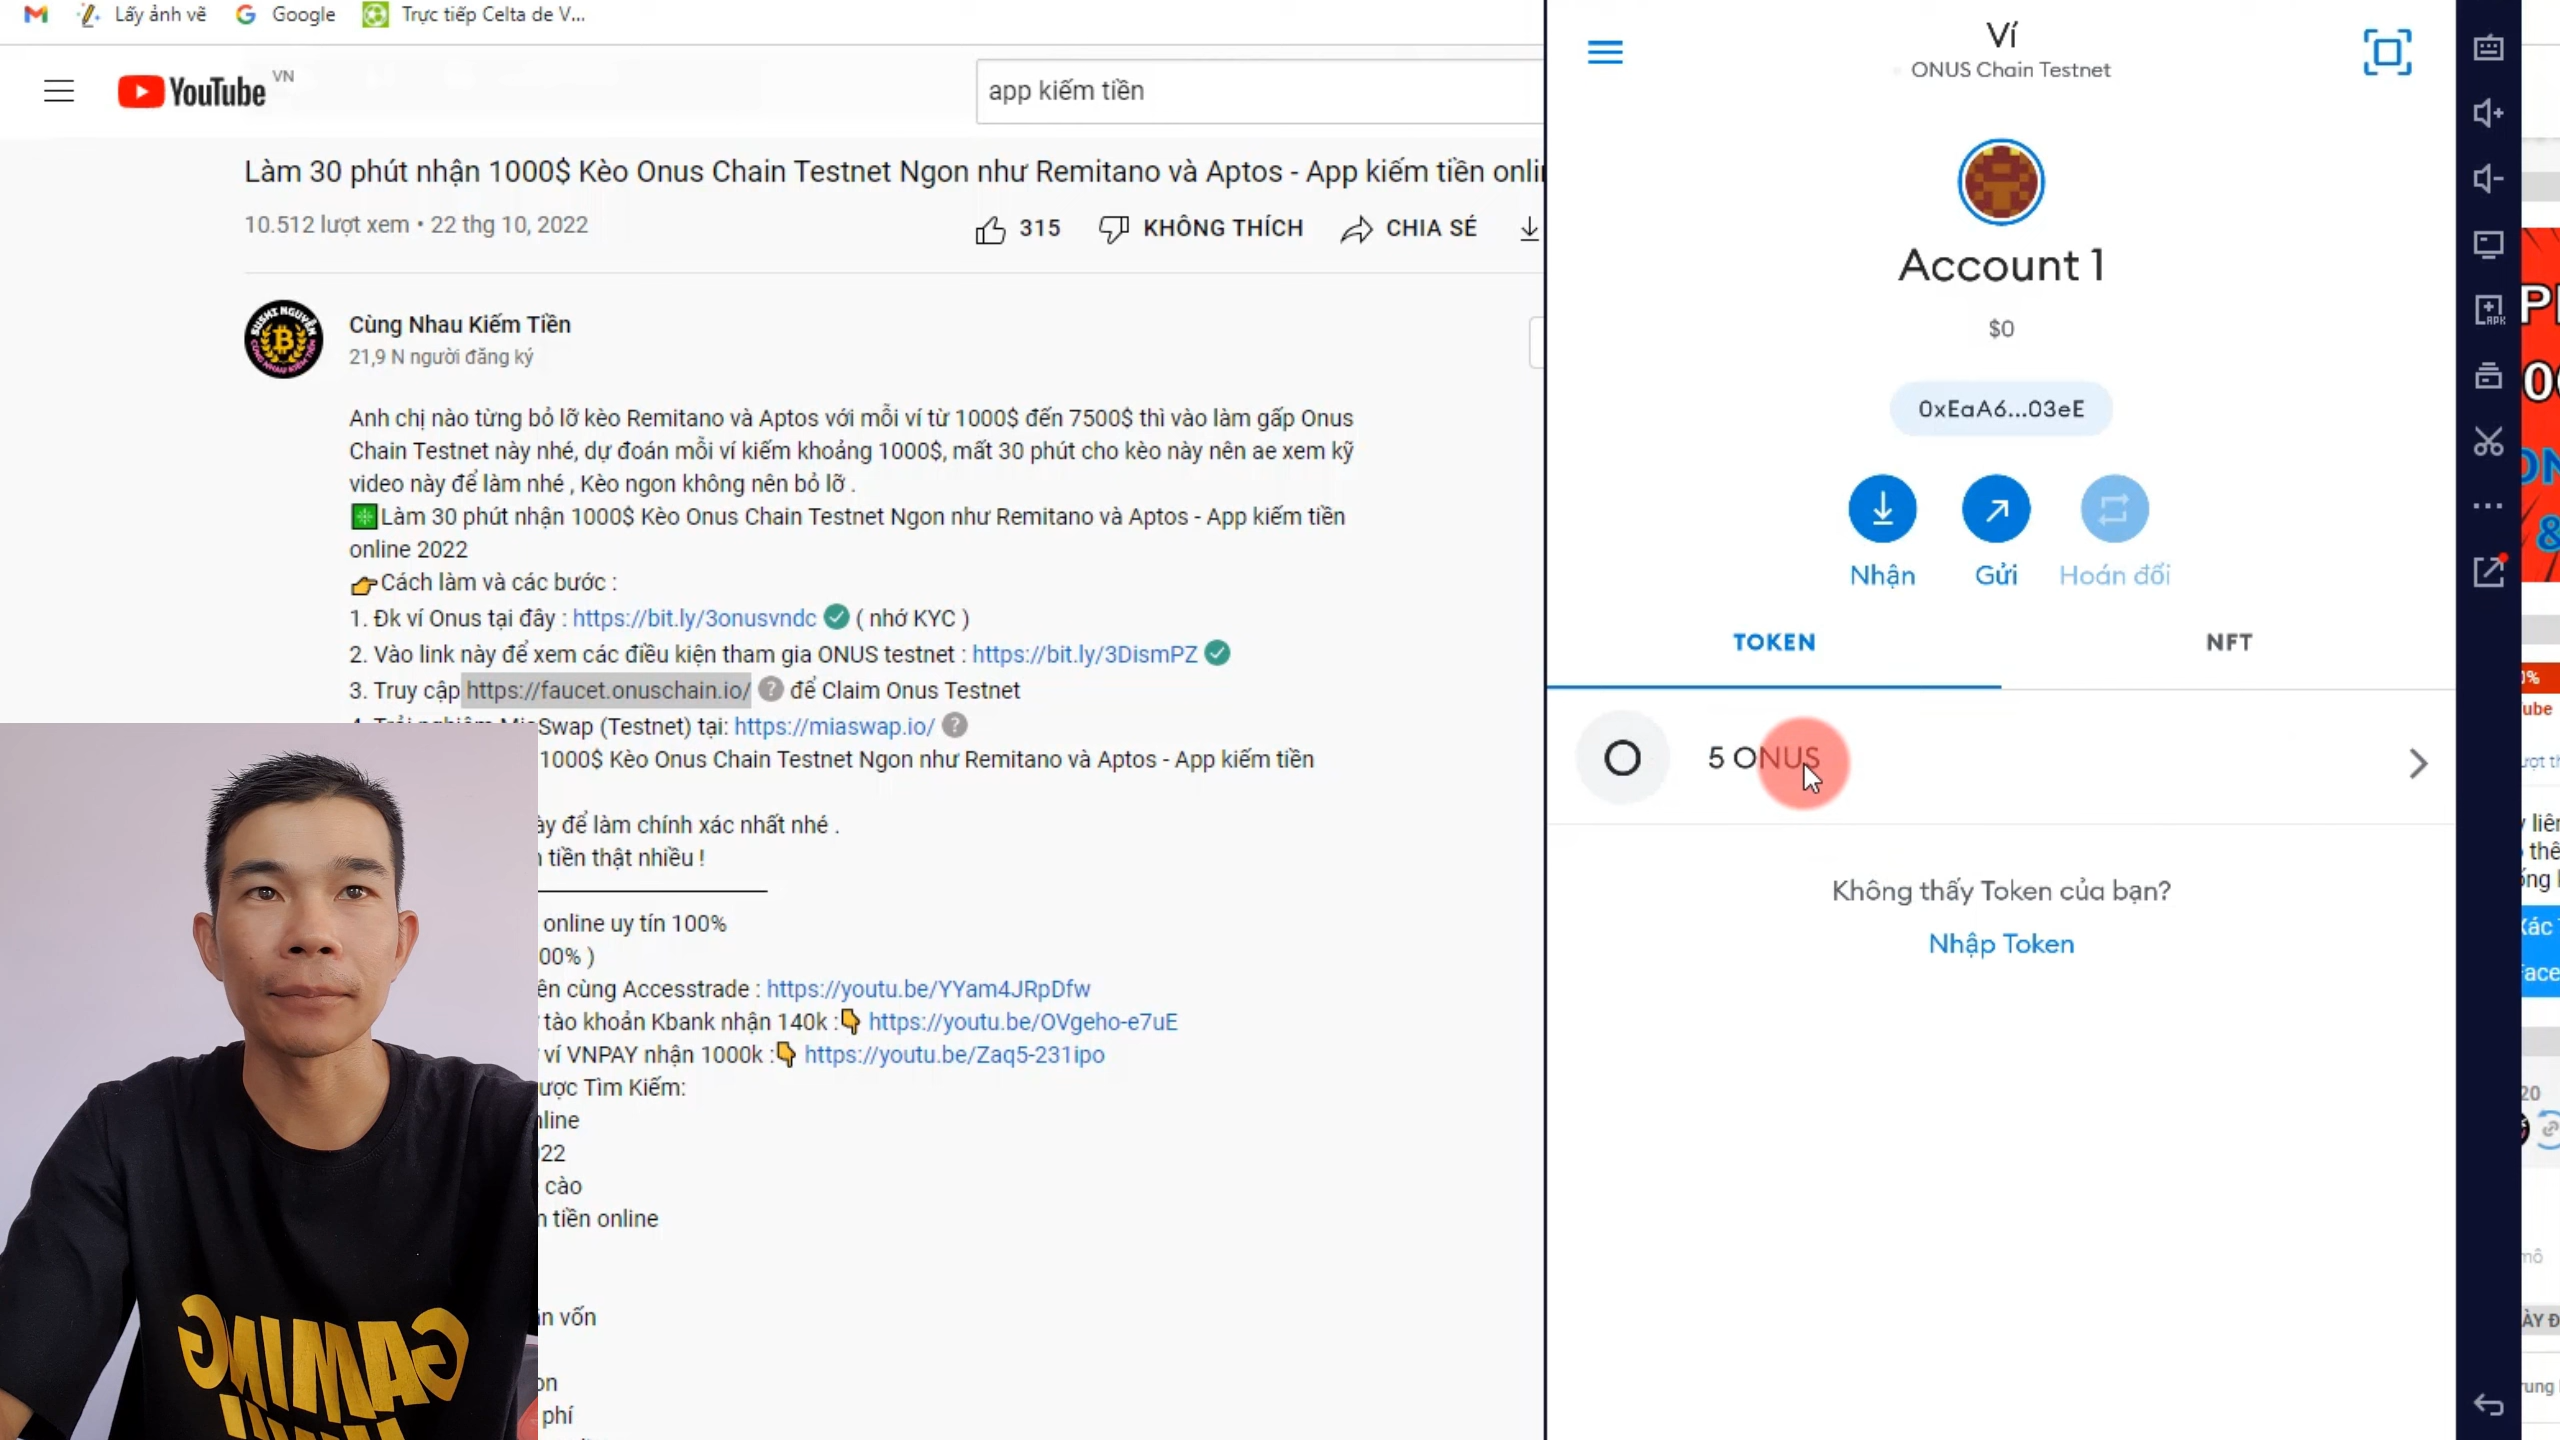 Lấy ảnh vẽ
Google
Trực tiếp Celta de V...
YouTube VN
app kiếm tiền
Làm 30 phút nhận 1000$ Kèo Onus Chain Testnet Ngon như Remitano và Aptos - App kiếm tiền
10.512 lượt xem • 22 thg 10, 2022
315
KHÔNG THÍCH
CHIA SẺ
SUSHI NGUYỄN
CÙNG NHAU KIẾM TIỀN
Cùng Nhau Kiếm Tiền
21,9 N người đăng ký
Anh chị nào từng bỏ lỡ kèo Remitano và Aptos với mỗi ví từ 1000$ đến 7500$ thì vào làm gấp Onus
Chain Testnet này nhé, dự đoán mỗi ví kiếm khoảng 1000$, mất 30 phút cho kèo này nên ae xem kỹ
video này để làm nhé , Kèo ngon không nên bỏ lỡ .
Làm 30 phút nhận 1000$ Kèo Onus Chain Testnet Ngon như Remitano và Aptos - App kiếm tiền
online 2022
Cách làm và các bước :
1. Đk ví Onus tại đây : https://bit.ly/3onusvndc ( nhớ KYC )
2. Vào link này để xem các điều kiện tham gia ONUS testnet : https://bit.ly/3DismPZ
3. Truy cập https://faucet.onuschain.io/ ? để Claim Onus Testnet
Swap (Testnet) tại: https://miaswap.io/ ?
1000$ Kèo Onus Chain Testnet Ngon như Remitano và Aptos - App kiếm tiền
để làm chính xác nhất nhé .
tiền thật nhiều !
online uy tín 100%
00% )
cùng Accesstrade : https://youtu.be/YYam4JRpDfw
tào khoản Kbank nhận 140k : https://youtu.be/OVgeho-e7uE
ví VNPAY nhận 1000k : https://youtu.be/Zaq5-231ipo
Tìm Kiếm:
cào
tiền online
vốn
phí
GAMING
Ví
ONUS Chain Testnet
Account 1
$0
0xEaA6...03eE
Nhận
Gửi
Hoán đổi
TOKEN
NFT
O
5 ONUS
Không thấy Token của bạn?
Nhập Token
APK